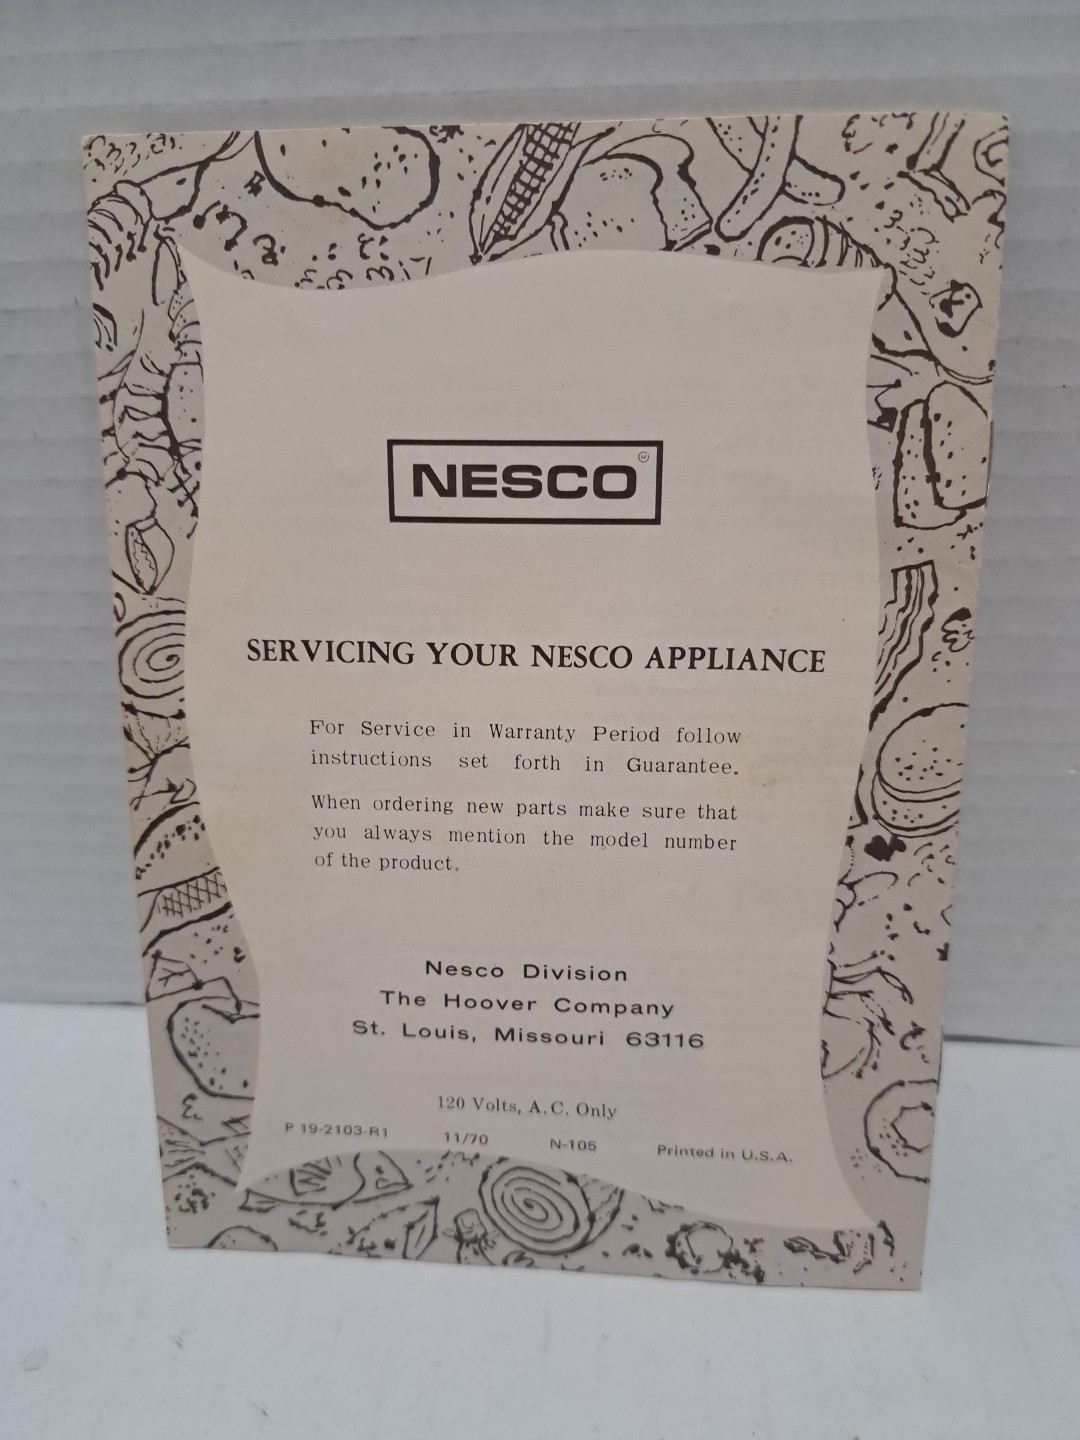 NESCO
SERVICING YOUR NESCO APPLIANCE
For Service in Warranty Period follow
instructions set forth in Guarantee.
When ordering new parts make sure that
you always mention the model number
of the product.
Nesco Division
The Hoover Company
St. Louis, Missouri 63116
120 Volts, A.C. Only
P 19-2103-R1 11/70 N-105 Printed in U.S.A.